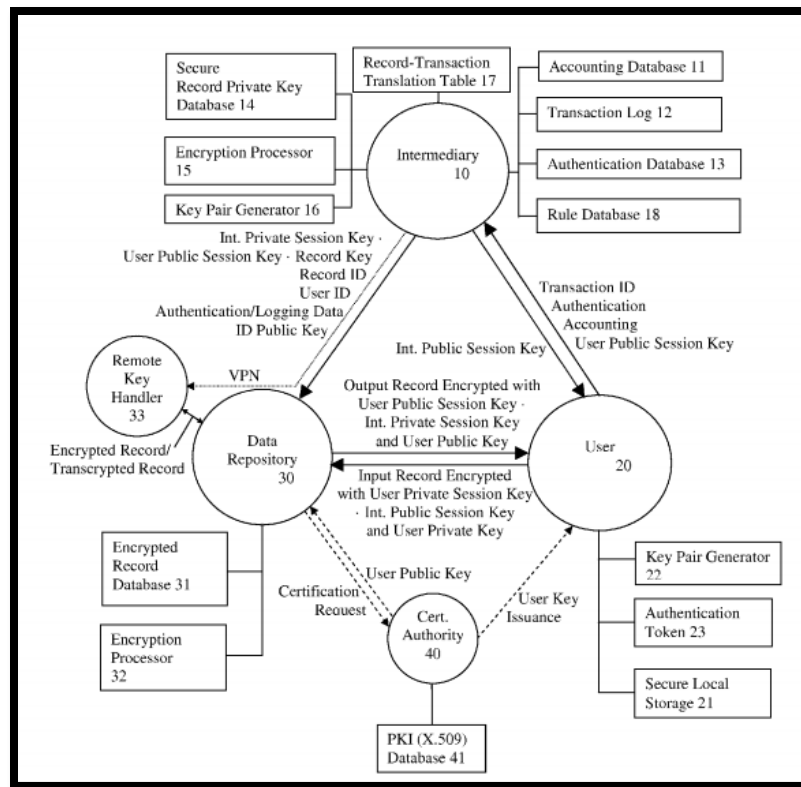 Secure
Record Private Key
Database 14
Record-Transaction
Translation Table 17
Accounting Database 11
Transaction Log 12
Encryption Processor
15
Intermediary
10
Authentication Database 13
Key Pair Generator 16
Rule Database 18
Int. Private Session Key ·
User Public Session Key · Record Key
Record ID
User ID
Authentication/Logging Data
ID Public Key
Transaction ID
Authentication
Accounting
User Public Session Key
Int. Public Session Key
Remote
Key
Handler
33
VPN
Output Record Encrypted with
User Public Session Key ·
Int. Private Session Key
and User Public Key
Encrypted Record/
Transcrypted Record
Data
Repository
30
User
20
Input Record Encrypted
with User Private Session Key
· Int. Public Session Key
and User Private Key
Encrypted
Record
Database 31
Key Pair Generator
22
User Public Key
Certification
Request
User Key
Issuance
Cert.
Authority
40
Authentication
Token 23
Encryption
Processor
32
Secure Local
Storage 21
PKI (X.509)
Database 41